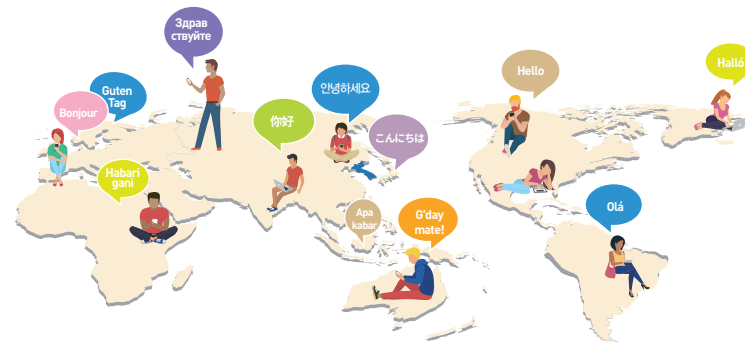 Здрав
ствуйте
Guten
Tag
Bonjour
안녕하세요
你好
こんにちは
Hello
Halló
Habari
gani
Apa
kabar
G'day
mate!
Olá